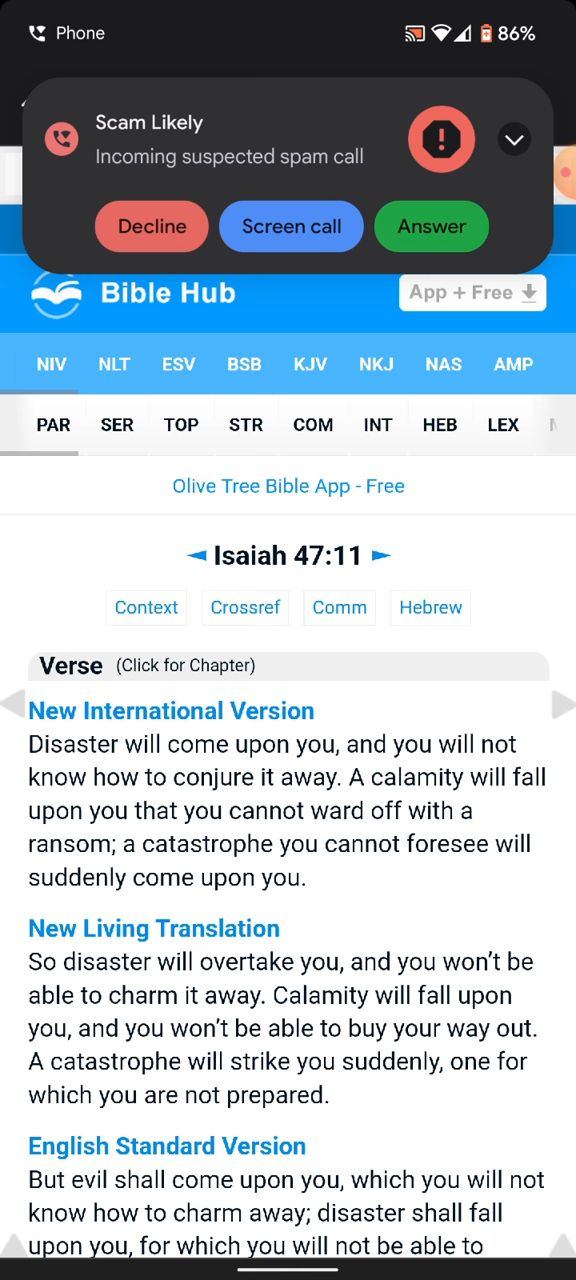 Phone
86%
Scam Likely
Incoming suspected spam call
Decline
Screen call
Answer
Bible Hub
App + Free
NIV NLT ESV BSB KJV NKJ NAS AMP
PAR SER TOP STR COM INT HEB LEX
Olive Tree Bible App - Free
◄ Isaiah 47:11 ►
Context Crossref Comm Hebrew
Verse (Click for Chapter)
New International Version
Disaster will come upon you, and you will not
know how to conjure it away. A calamity will fall
upon you that you cannot ward off with a
ransom; a catastrophe you cannot foresee will
suddenly come upon you.
New Living Translation
So disaster will overtake you, and you won’t be
able to charm it away. Calamity will fall upon
you, and you won’t be able to buy your way out.
A catastrophe will strike you suddenly, one for
which you are not prepared.
English Standard Version
But evil shall come upon you, which you will not
know how to charm away; disaster shall fall
upon you, for which you will not be able to